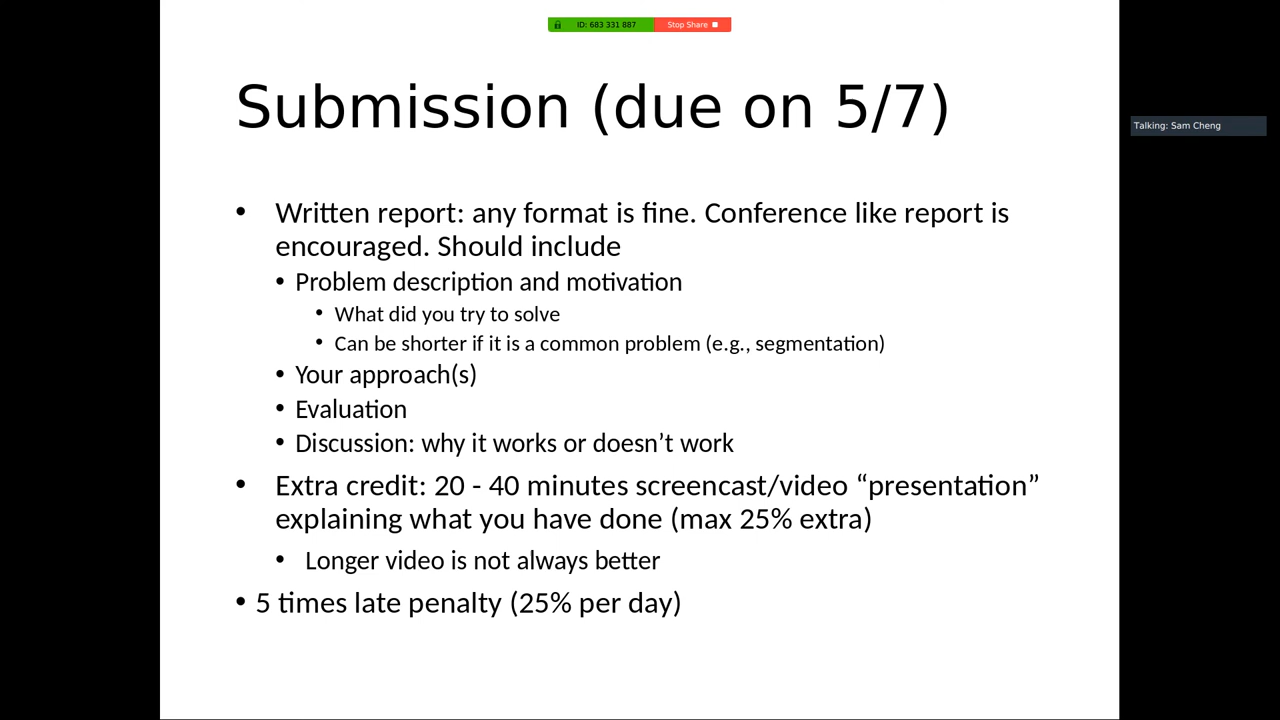 ID: 683 331 887 Stop Share
Submission (due on 5/7)
Talking: Sam Cheng
• Written report: any format is fine. Conference like report is
encouraged. Should include
• Problem description and motivation
• What did you try to solve
• Can be shorter if it is a common problem (e.g., segmentation)
• Your approach(s)
• Evaluation
• Discussion: why it works or doesn’t work
• Extra credit: 20 - 40 minutes screencast/video “presentation”
explaining what you have done (max 25% extra)
• Longer video is not always better
• 5 times late penalty (25% per day)